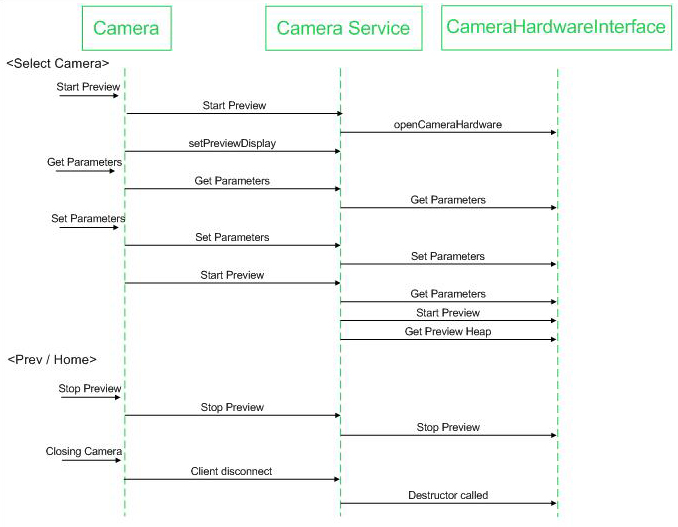 Camera
Camera Service
CameraHardwareInterface
<Select Camera>
Start Preview
Start Preview
openCameraHardware
setPreviewDisplay
Get Parameters
Get Parameters
Get Parameters
Set Parameters
Set Parameters
Set Parameters
Start Preview
Get Parameters
Start Preview
Get Preview Heap
<Prev / Home>
Stop Preview
Stop Preview
Stop Preview
Closing Camera
Client disconnect
Destructor called